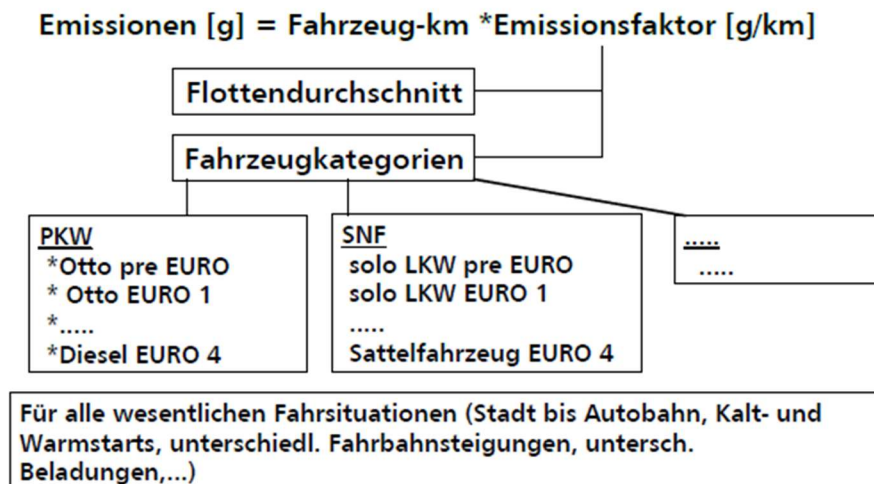 Emissionen [g] = Fahrzeug-km *Emissionsfaktor [g/km]
Flottendurchschnitt
Fahrzeugkategorien
PKW
*Otto pre EURO
* Otto EURO 1
*.....
*Diesel EURO 4
SNF
solo LKW pre EURO
solo LKW EURO 1
.....
Sattelfahrzeug EURO 4
.....
.....
Für alle wesentlichen Fahrsituationen (Stadt bis Autobahn, Kalt- und
Warmstarts, unterschiedl. Fahrbahnsteigungen, untersch.
Beladungen,...)